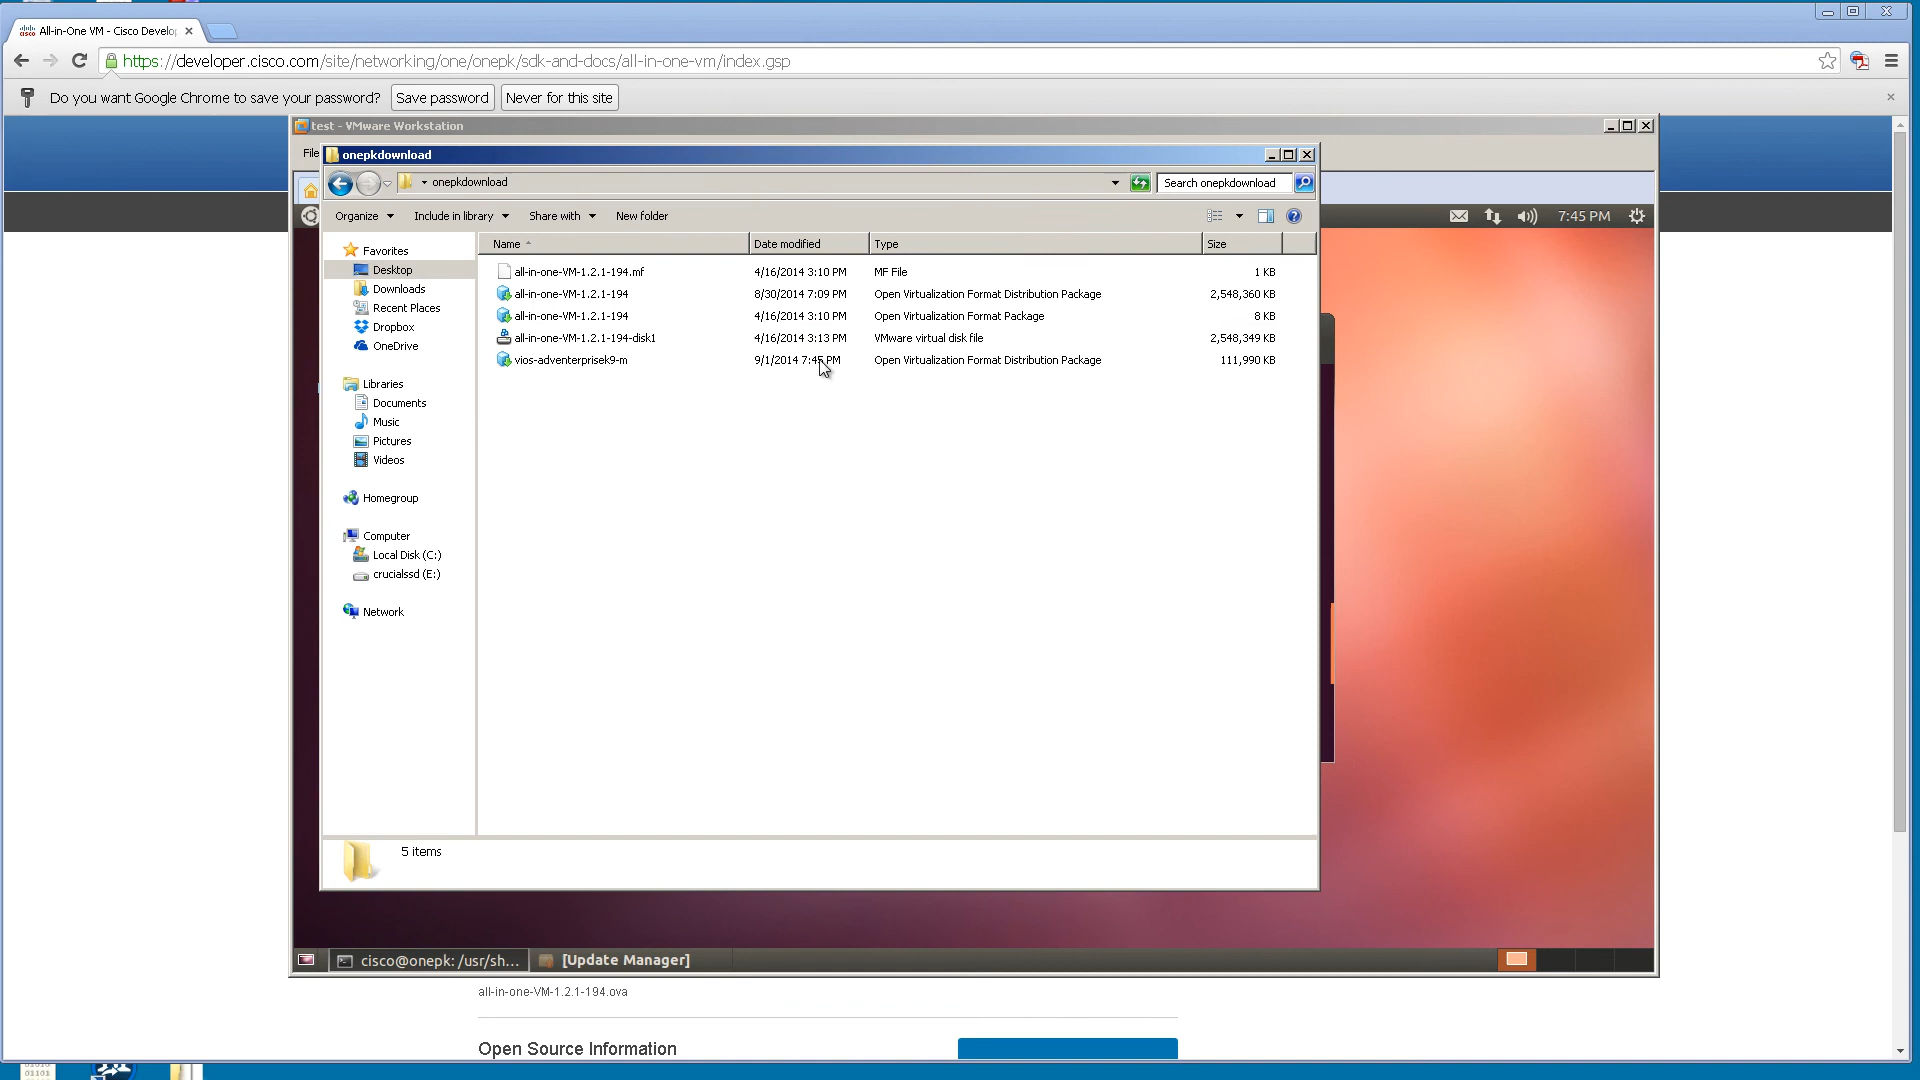 All-in-One VM - Cisco Develop
https://developer.cisco.com/site/networking/one/onepk/sdk-and-docs/all-in-one-vm/index.gsp
Do you want Google Chrome to save your password? Save password Never for this site
test - VMware Workstation
File
onepkdownload
onepkdownload Search onepkdownload
Organize Include in library Share with New folder
7:45 PM
Name Date modified Type Size
all-in-one-VM-1.2.1-194.mf 4/16/2014 3:10 PM MF File 1 KB
all-in-one-VM-1.2.1-194 8/30/2014 7:09 PM Open Virtualization Format Distribution Package 2,548,360 KB
all-in-one-VM-1.2.1-194 4/16/2014 3:10 PM Open Virtualization Format Package 8 KB
all-in-one-VM-1.2.1-194-disk1 4/16/2014 3:13 PM VMware virtual disk file 2,548,349 KB
vios-adventerprisek9-m 9/1/2014 7:45 PM Open Virtualization Format Distribution Package 111,990 KB
Favorites
Desktop
Downloads
Recent Places
Dropbox
OneDrive
Libraries
Documents
Music
Pictures
Videos
Homegroup
Computer
Local Disk (C:)
crucialssd (E:)
Network
5 items
cisco@onepk: /usr/sh... [Update Manager]
all-in-one-VM-1.2.1-194.ova
Open Source Information